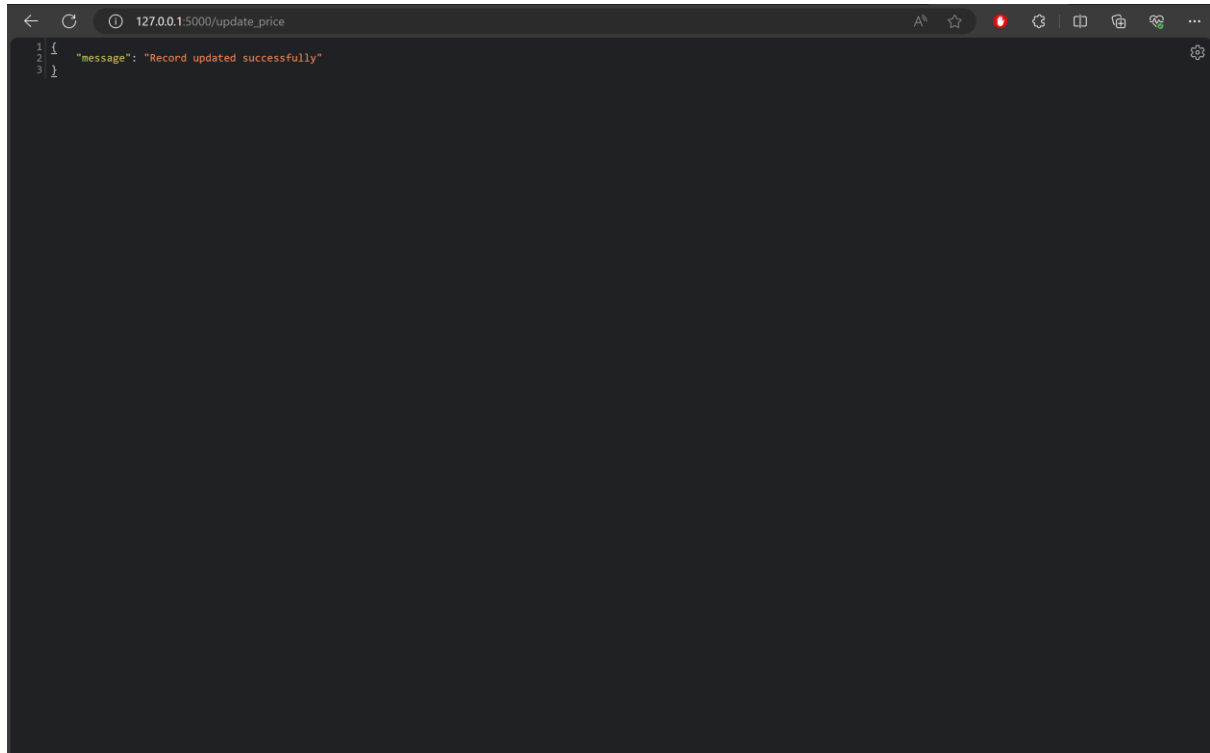 127.0.0.1:5000/update_price
1 {
2 "message": "Record updated successfully"
3 }